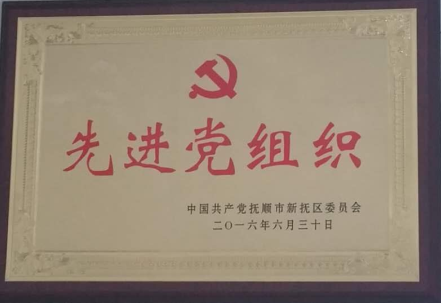 先进党组织
中国共产党抚顺市新抚区委员会
二〇一六年六月三十日